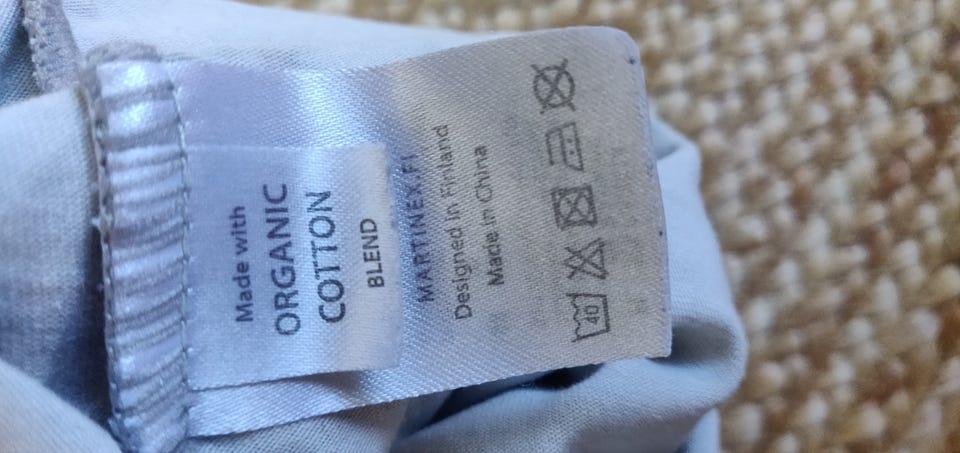 Made with
ORGANIC
COTTON
BLEND
MARTINEX.FI
Designed in Finland
Made in China
40